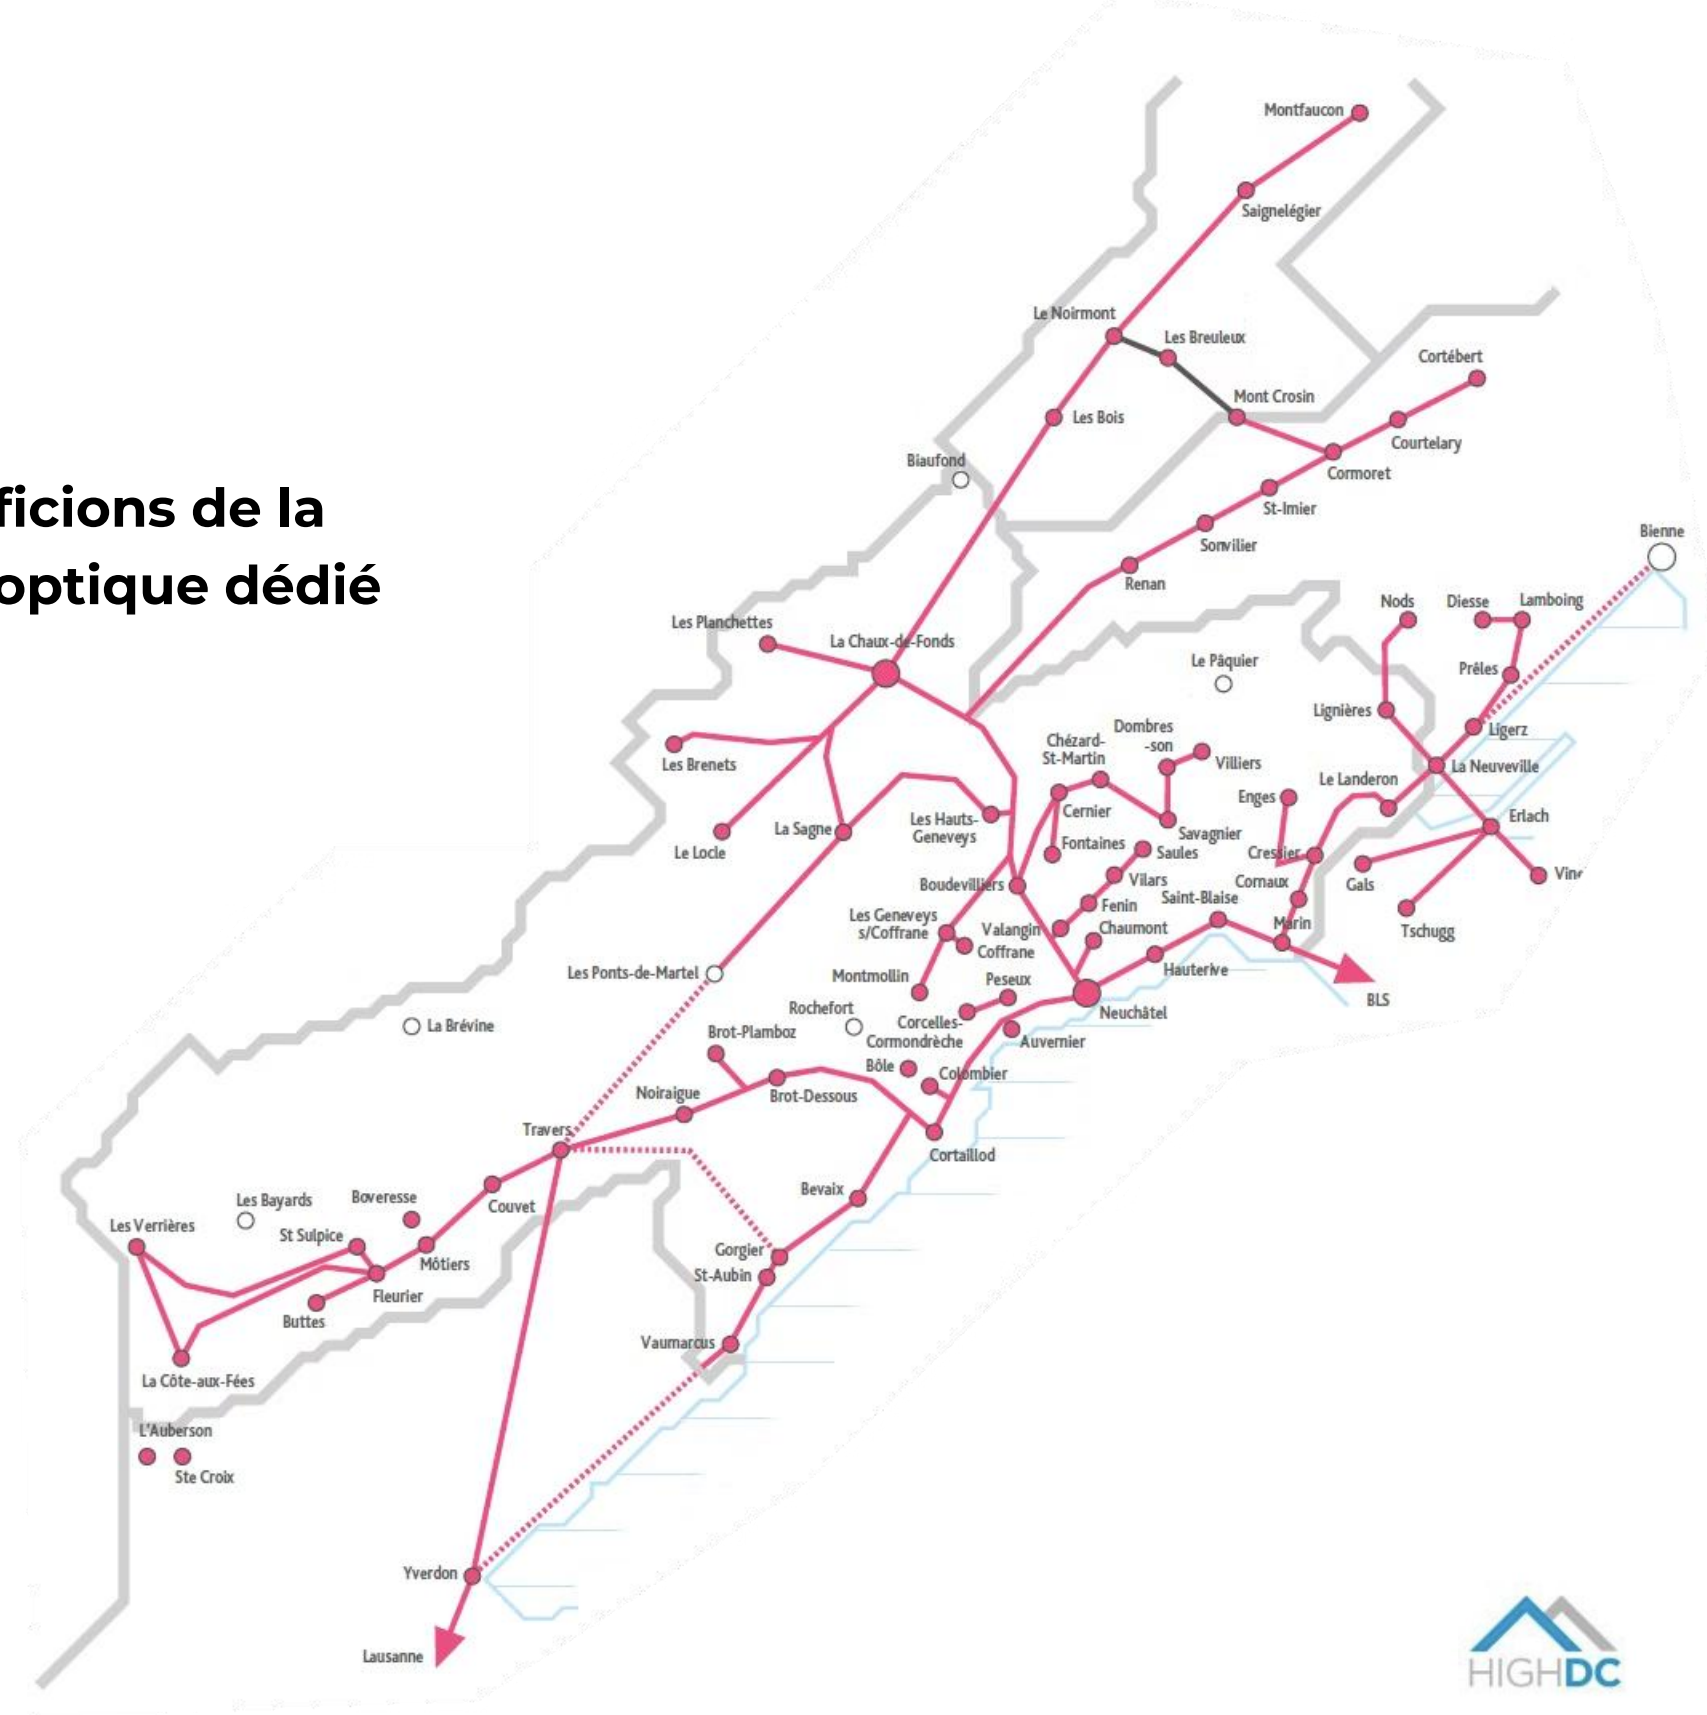 ficions de la
optique dédié
Montfaucon
Saignelégier
Le Noirmont
Les Breuleux
Cortébert
Mont Crosin
Les Bois
Courtelary
Biaufond
Cormoret
St-Imier
Sonvilier
Bienne
Renan
Nods
Diesse
Lamboing
Les Planchettes
La Chaux-de-Fonds
Le Pâquier
Prêles
Lignières
Ligerz
Dombres
-son
Chézard-
St-Martin
Villiers
Les Brenets
La Neuveville
Le Landeron
Enges
Cernier
Les Hauts-
Geneveys
La Sagne
Savagnier
Erlach
Le Locle
Fontaines
Saules
Cressier
Boudevilliers
Vilars
Cornaux
Gals
Vin
Saint-Blaise
Fenin
Les Geneveys
s/Coffrane
Valangin
Chaumont
Marin
Tschugg
Coffrane
Les Ponts-de-Martel
Montmollin
Peseux
Hauterive
BLS
Rochefort
Neuchâtel
La Brévine
Corcelles-
Cormondrèche
Brot-Plamboz
Auvernier
Bôle
Colombier
Noiraigue
Brot-Dessous
Travers
Cortaillod
Les Bayards
Boveresse
Bevaix
Couvet
Les Verrières
St Sulpice
Gorgier
Môtiers
St-Aubin
Fleurier
Buttes
Vaumarcus
La Côte-aux-Fées
L'Auberson
Ste Croix
Yverdon
Lausanne
HIGHDC